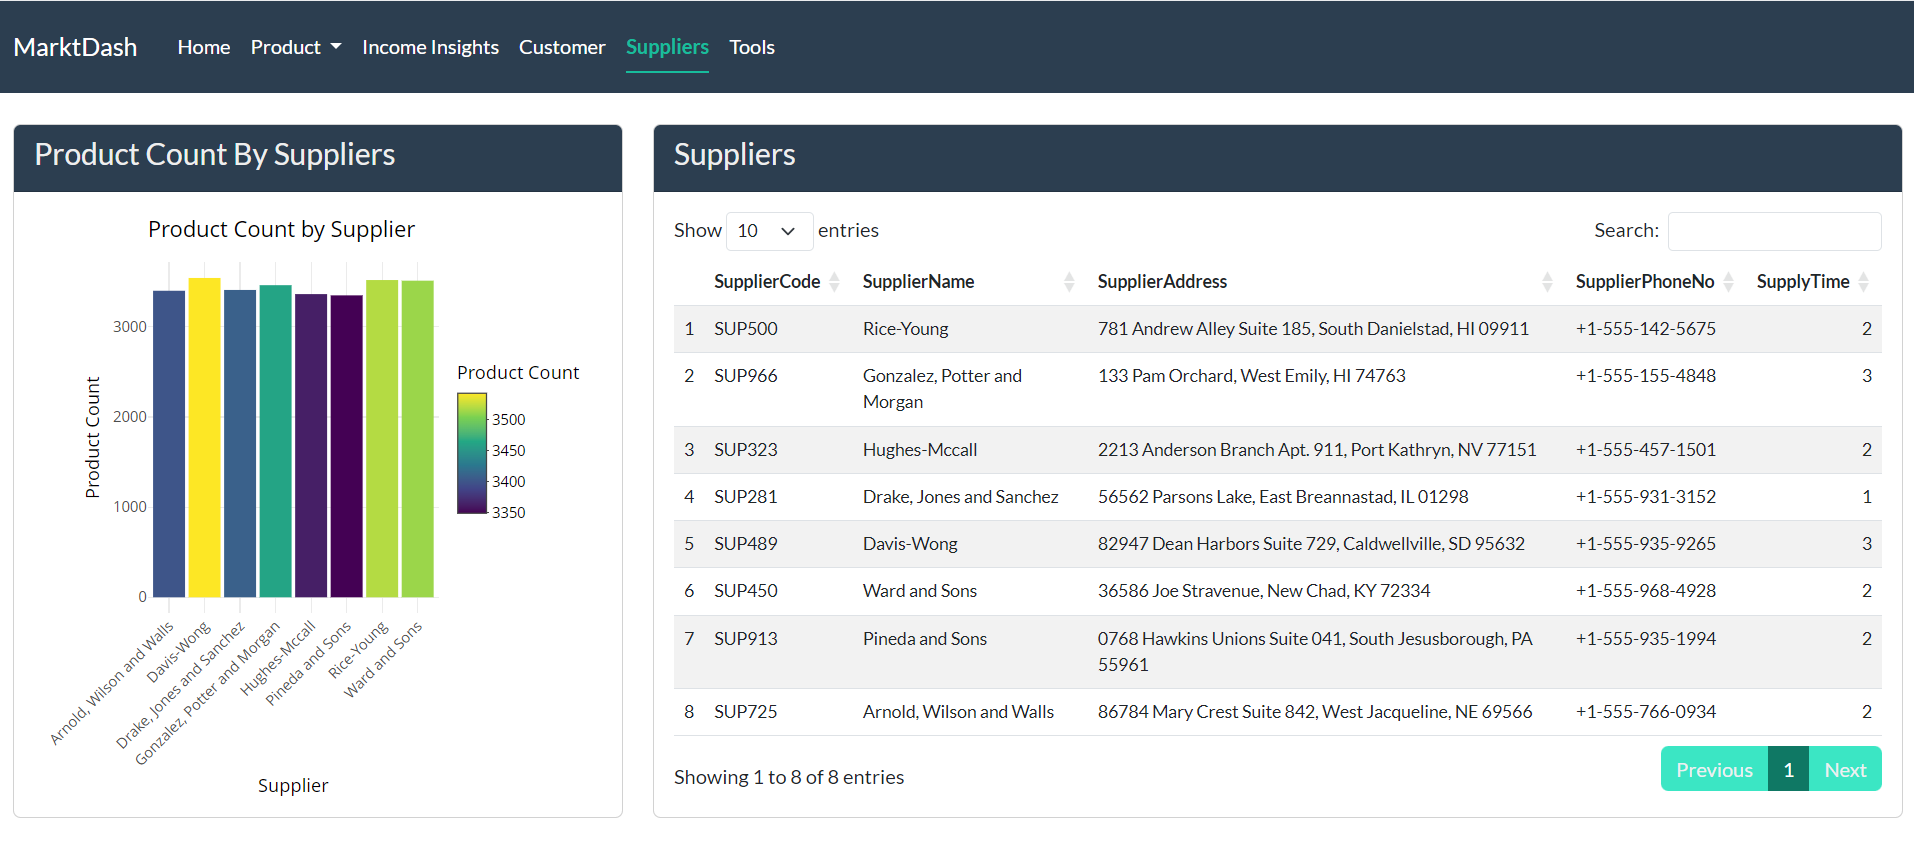 MarktDash Home Product Income Insights Customer Suppliers Tools
Product Count By Suppliers
Product Count by Supplier
Product Count
3000
2000
1000
0
Arnold, Wilson and Walls
Davis-Wong
Drake, Jones and Sanchez
Gonzalez, Potter and Morgan
Hughes-Mccall
Pineda and Sons
Rice-Young
Ward and Sons
Supplier
Product Count
3500
3450
3400
3350
Suppliers
Show 10 entries Search:
SupplierCode SupplierName SupplierAddress SupplierPhoneNo SupplyTime
1 SUP500 Rice-Young 781 Andrew Alley Suite 185, South Danielstad, HI 09911 +1-555-142-5675 2
2 SUP966 Gonzalez, Potter and 133 Pam Orchard, West Emily, HI 74763 +1-555-155-4848 3
Morgan
3 SUP323 Hughes-Mccall 2213 Anderson Branch Apt. 911, Port Kathryn, NV 77151 +1-555-457-1501 2
4 SUP281 Drake, Jones and Sanchez 56562 Parsons Lake, East Breannastad, IL 01298 +1-555-931-3152 1
5 SUP489 Davis-Wong 82947 Dean Harbors Suite 729, Caldwellville, SD 95632 +1-555-935-9265 3
6 SUP450 Ward and Sons 36586 Joe Stravenue, New Chad, KY 72334 +1-555-968-4928 2
7 SUP913 Pineda and Sons 0768 Hawkins Unions Suite 041, South Jesusborough, PA +1-555-935-1994 2
55961
8 SUP725 Arnold, Wilson and Walls 86784 Mary Crest Suite 842, West Jacqueline, NE 69566 +1-555-766-0934 2
Showing 1 to 8 of 8 entries
Previous 1 Next